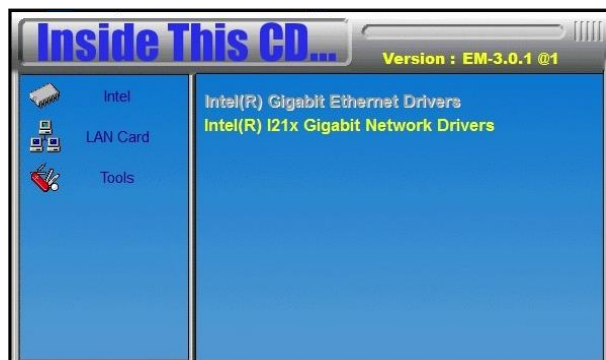 Inside This CD...
Version : EM-3.0.1 @1
Intel
LAN Card
Tools
Intel(R) Gigabit Ethernet Drivers
Intel(R) I21x Gigabit Network Drivers